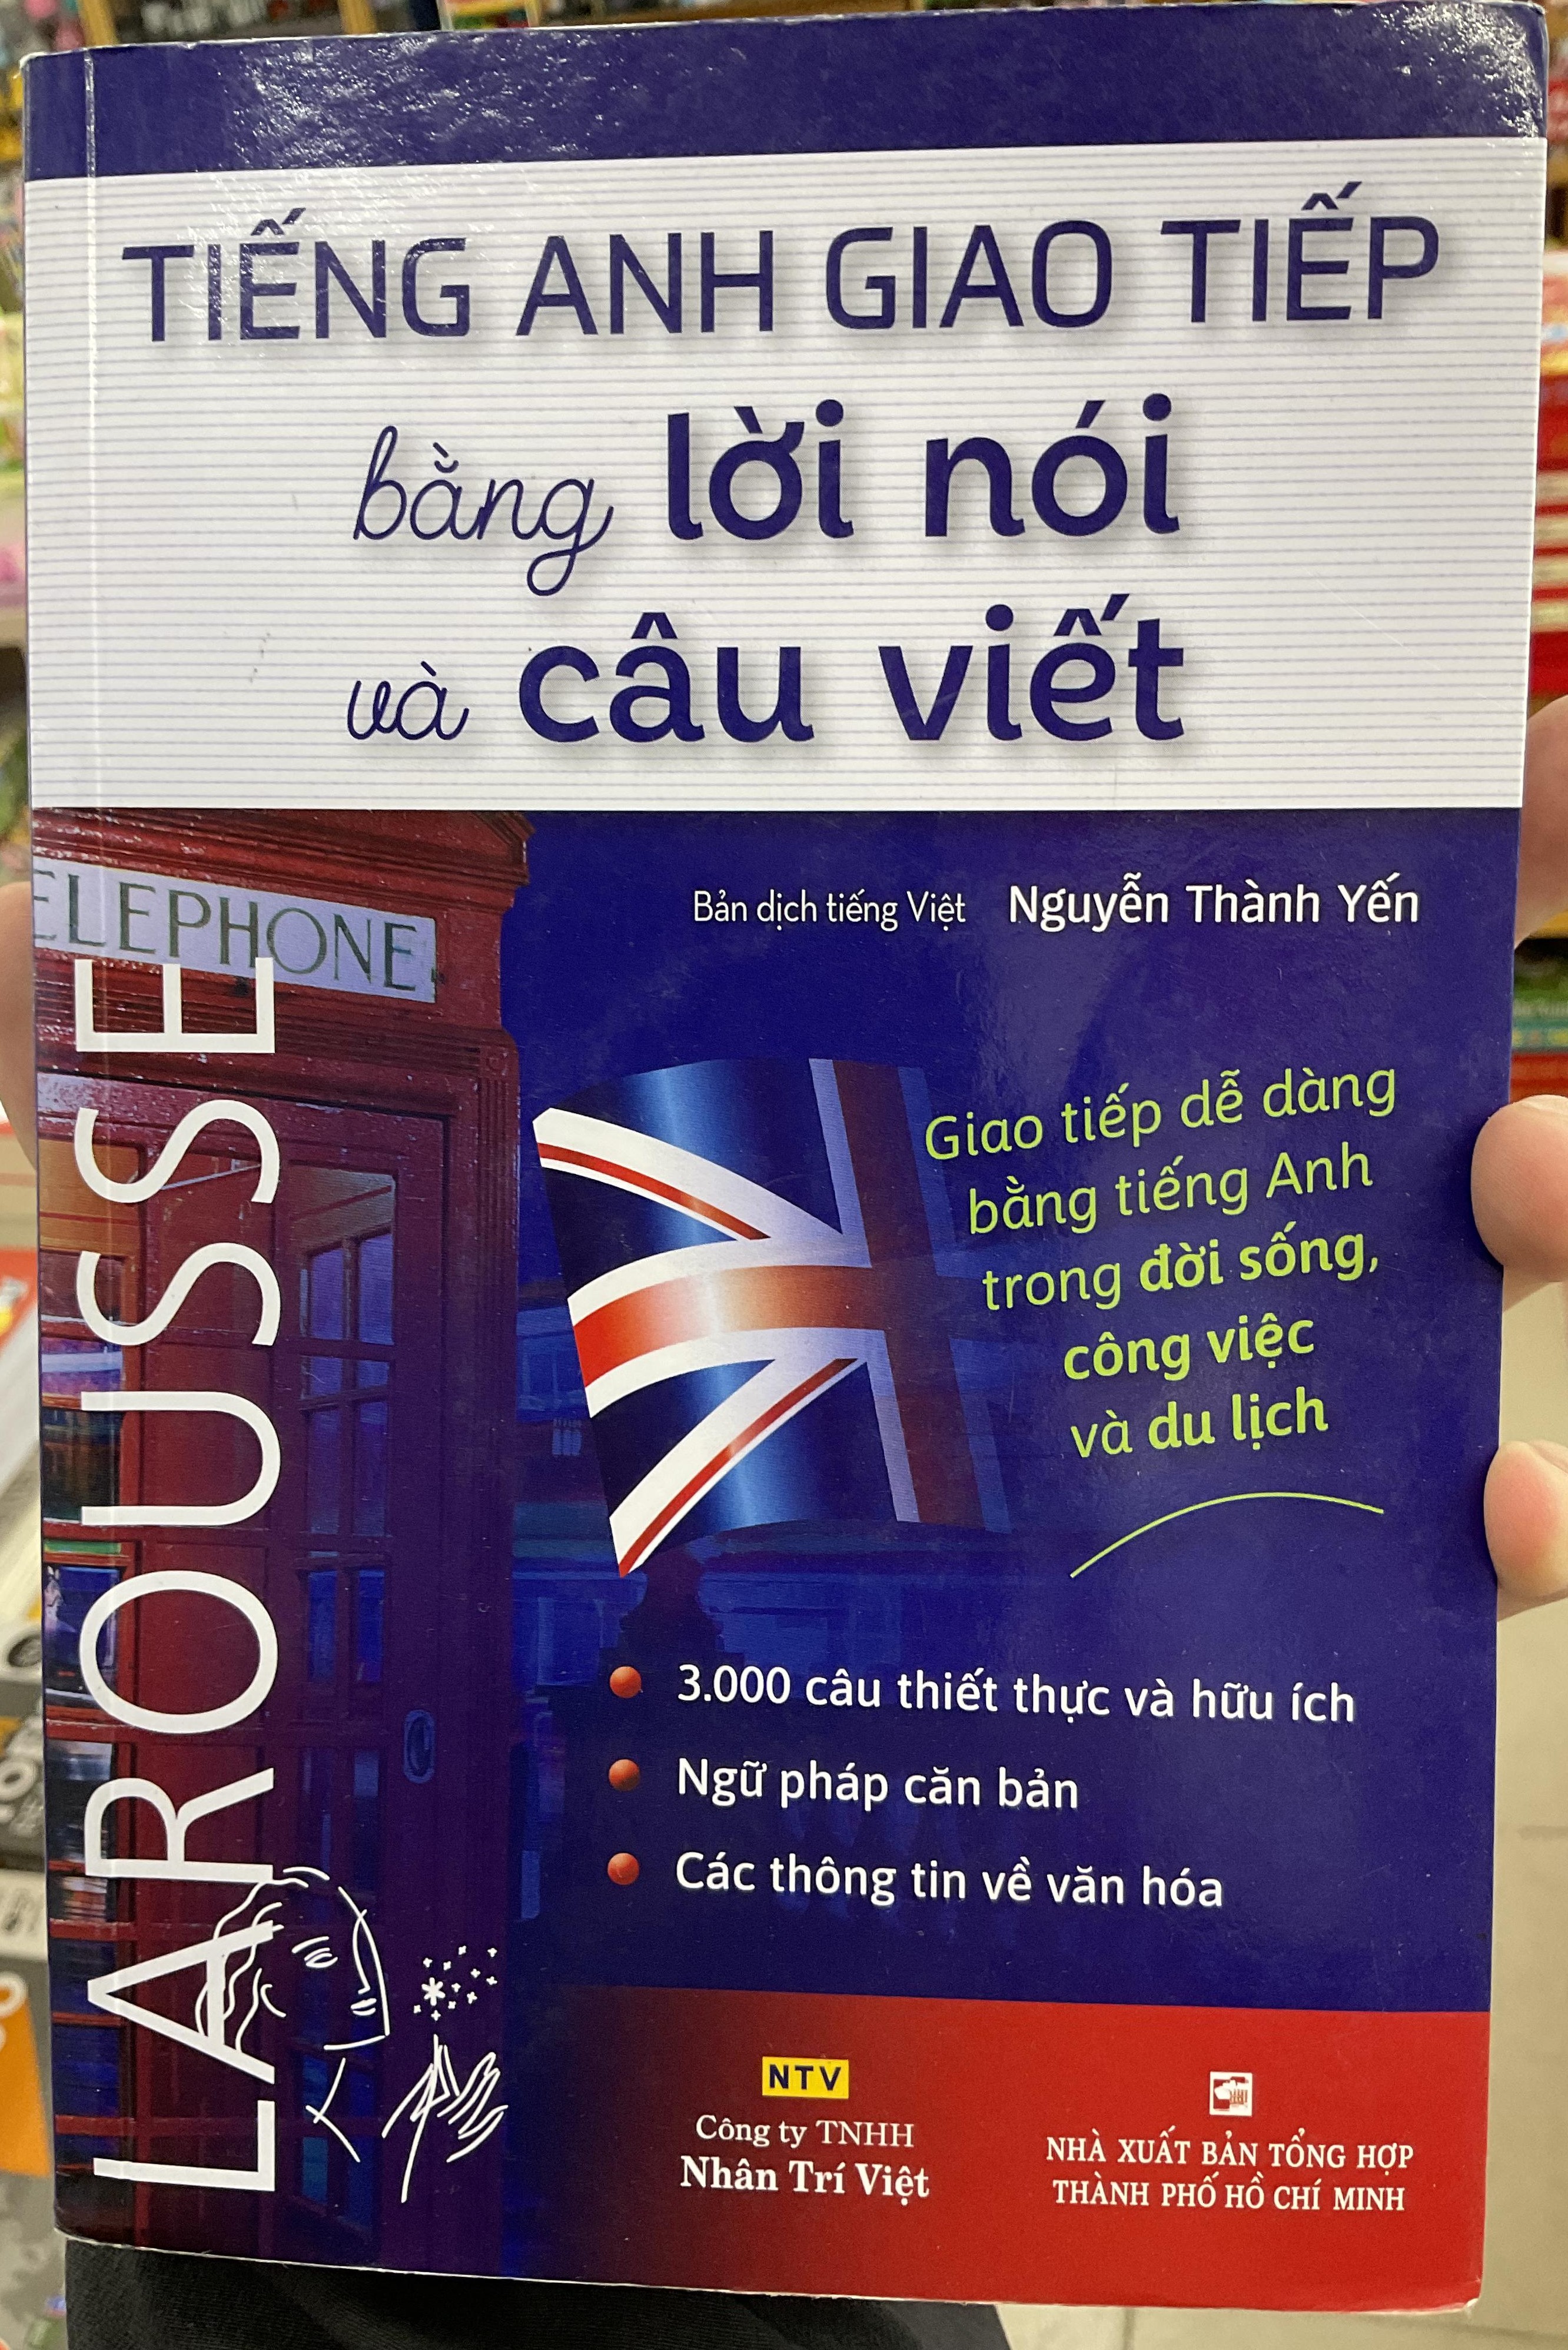 TIẾNG ANH GIAO TIẾP
bằng lời nói
và câu viết
ELEPHONE
Bản dịch tiếng Việt Nguyễn Thành Yến
LAROUSSE
Giao tiếp dễ dàng
bằng tiếng Anh
trong đời sống,
công việc
và du lịch
3.000 câu thiết thực và hữu ích
Ngữ pháp căn bản
Các thông tin về văn hóa
NTV
Công ty TNHH
Nhân Trí Việt
NHÀ XUẤT BẢN TỔNG HỢP
THÀNH PHỐ HỒ CHÍ MINH